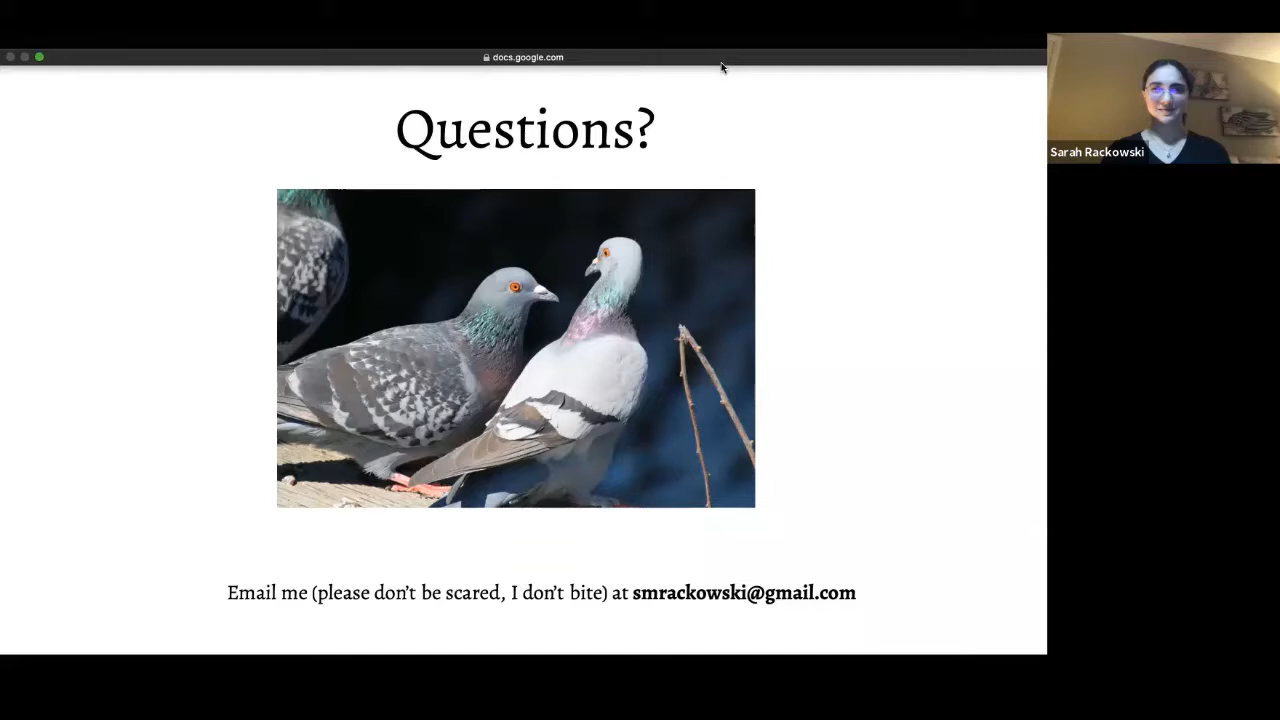 docs.google.com
Questions?
Sarah Rackowski
Email me (please don't be scared, I don't bite) at smrackowski@gmail.com